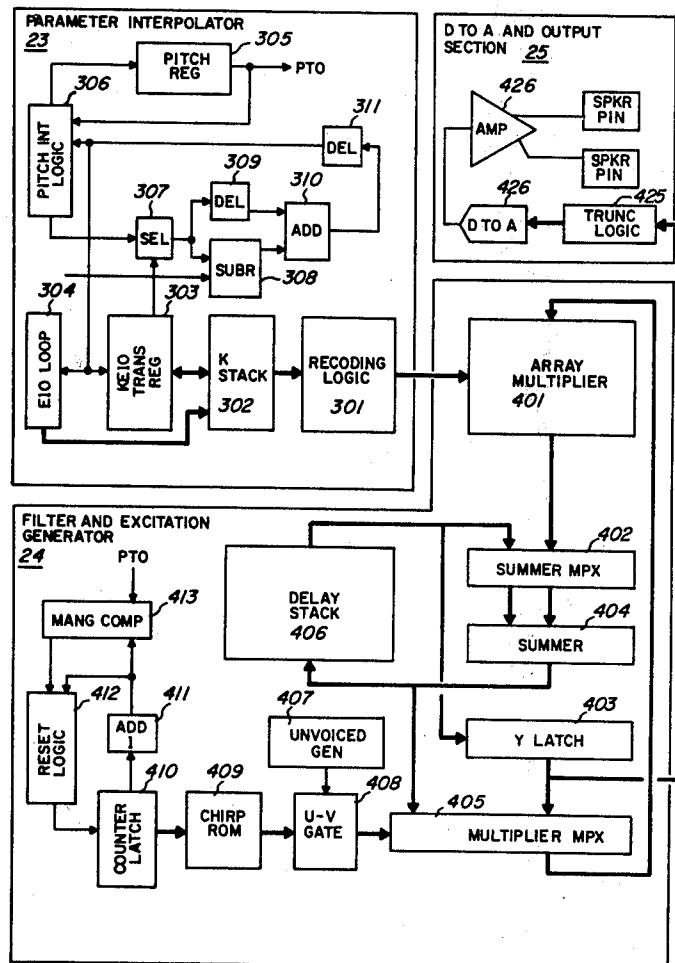 PARAMETER INTERPOLATOR
23
305
PITCH REG
PTO
306
PITCH INT LOGIC
311
DEL
309
DEL
310
ADD
307
SEL
SUBR
308
304
303
E10 LOOP
KE10 TRANS REG
K STACK
302
RECODING LOGIC
301
D TO A AND OUTPUT SECTION
25
426
AMP
SPKR PIN
SPKR PIN
426
D TO A
425
TRUNC LOGIC
ARRAY MULTIPLIER
401
FILTER AND EXCITATION GENERATOR
24
PTO
MANG COMP
413
402
SUMMER MPX
DELAY STACK
406
404
SUMMER
412
RESET LOGIC
411
ADD 1
407
UNVOICED GEN
403
Y LATCH
410
COUNTER LATCH
409
CHIRP ROM
408
U-V GATE
405
MULTIPLIER MPX